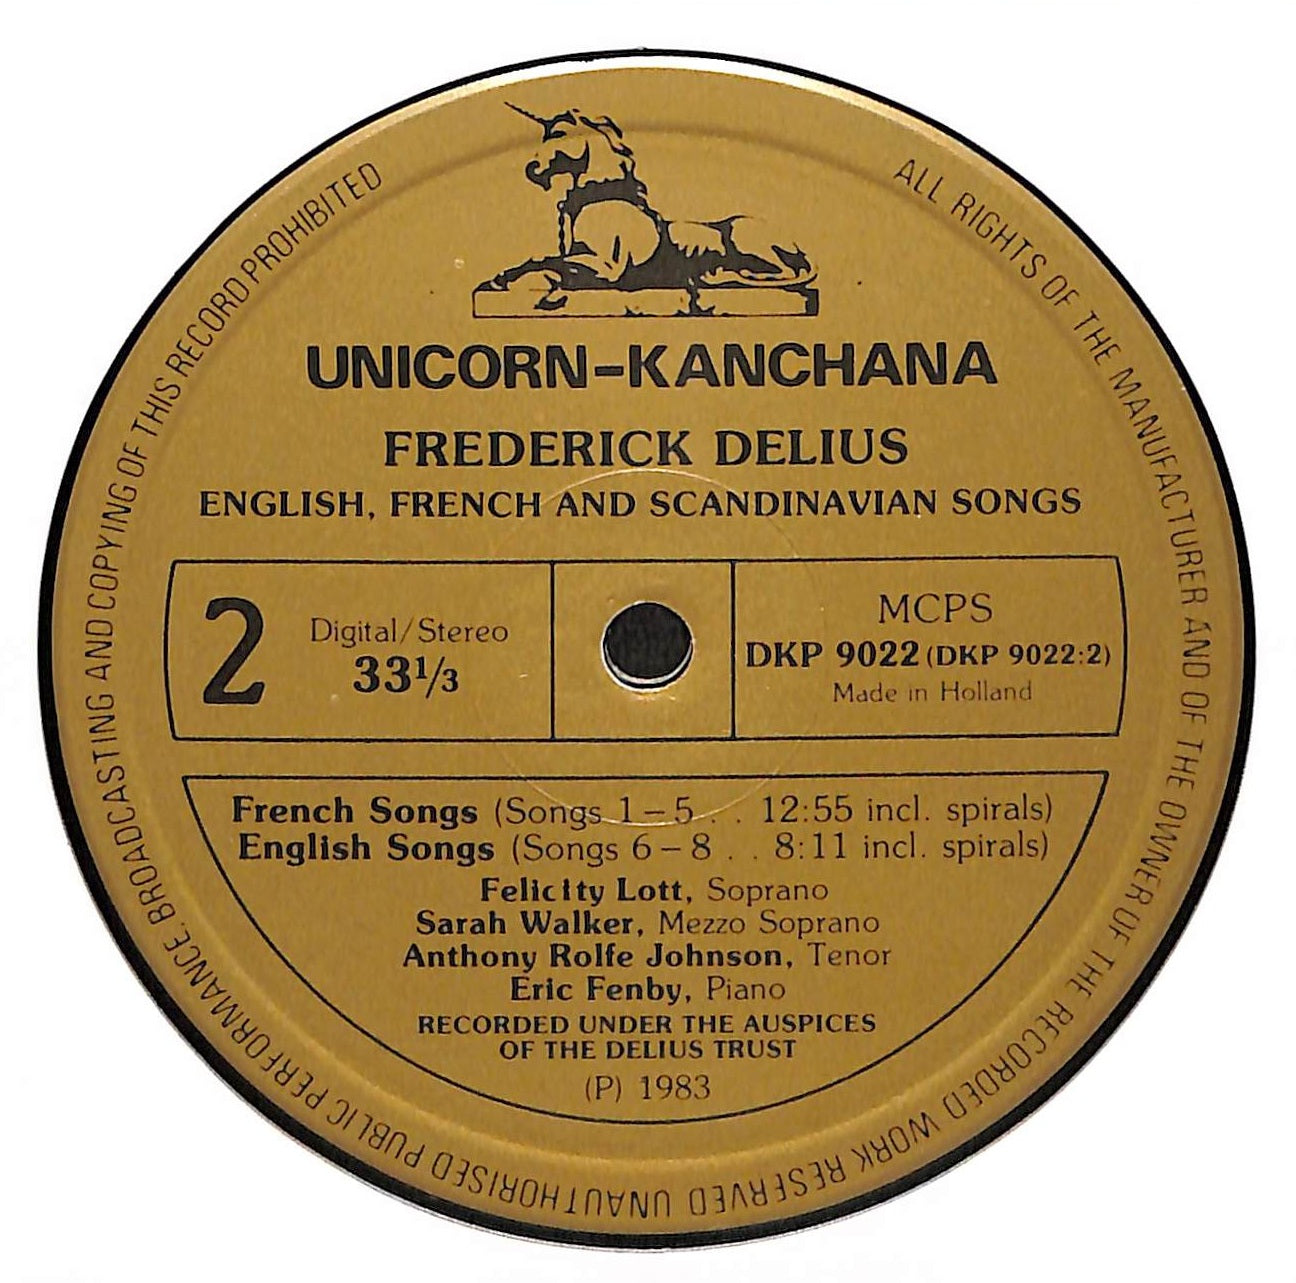 ALL RIGHTS OF THE MANUFACTURER AND OF THE OWNER OF THE RECORDED WORK RESERVED UNAUTHORISED PUBLIC PERFORMANCE, BROADCASTING AND COPYING OF THIS RECORD PROHIBITED
UNICORN-KANCHANA
FREDERICK DELIUS
ENGLISH, FRENCH AND SCANDINAVIAN SONGS
2
Digital/Stereo
33 1/3
MCPS
DKP 9022 (DKP 9022:2)
Made in Holland
French Songs (Songs 1 – 5 . . 12:55 incl. spirals)
English Songs (Songs 6 – 8 . . 8:11 incl. spirals)
Felicity Lott, Soprano
Sarah Walker, Mezzo Soprano
Anthony Rolfe Johnson, Tenor
Eric Fenby, Piano
RECORDED UNDER THE AUSPICES
OF THE DELIUS TRUST
(P) 1983